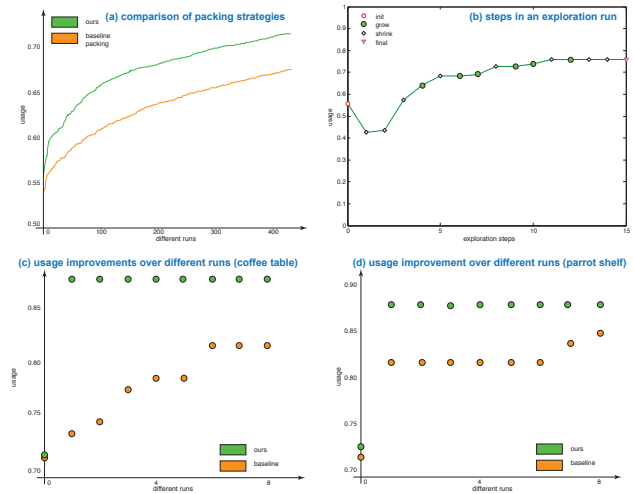 (a) comparison of packing strategies
ours
baseline
packing
usage
0.70
0.65
0.60
0.55
0.50
0 100 200 300 400
different runs
(b) steps in an exploration run
init
grow
shrink
final
usage
1
0.9
0.8
0.7
0.6
0.5
0.4
0.3
0.2
0.1
0
0 5 10 15
exploration steps
(c) usage improvements over different runs (coffee table)
usage
0.85
0.80
0.75
0.70
0 4 8
different runs
ours
baseline
(d) usage improvement over different runs (parrot shelf)
usage
0.90
0.85
0.80
0.75
0.70
0 4 8
different runs
ours
baseline